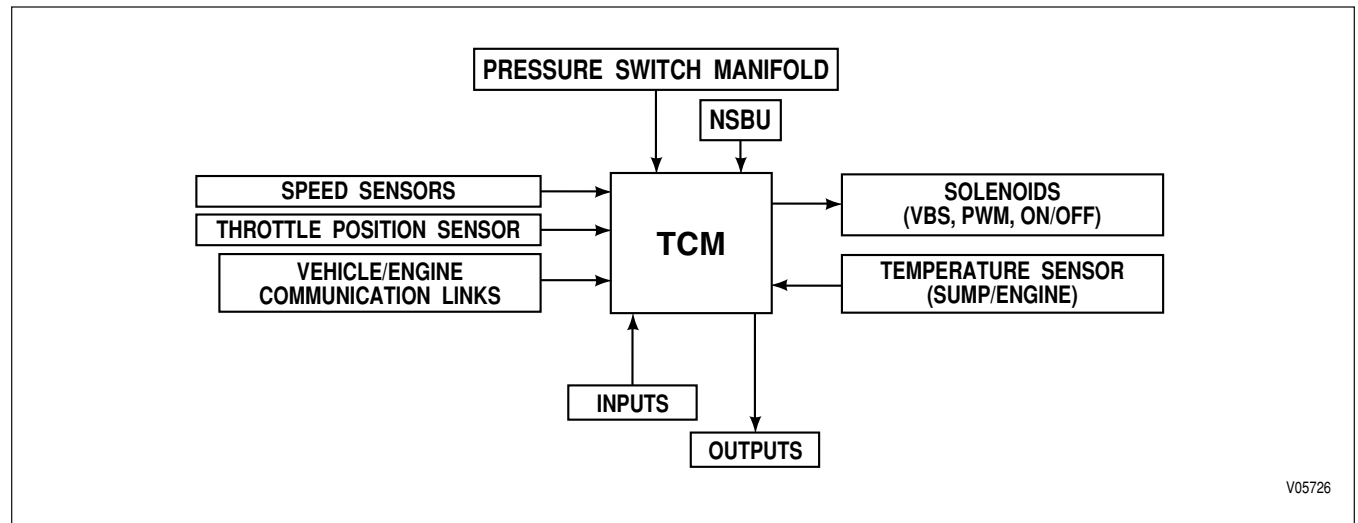 PRESSURE SWITCH MANIFOLD
NSBU
SPEED SENSORS
THROTTLE POSITION SENSOR
VEHICLE/ENGINE
COMMUNICATION LINKS
TCM
SOLENOIDS
(VBS, PWM, ON/OFF)
TEMPERATURE SENSOR
(SUMP/ENGINE)
INPUTS
OUTPUTS
V05726